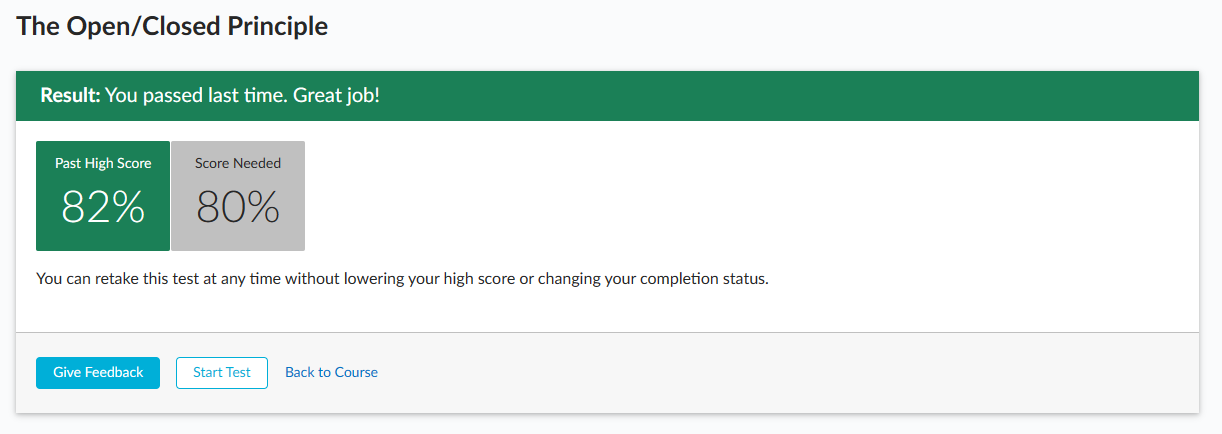 The Open/Closed Principle
Result: You passed last time. Great job!
Past High Score
Score Needed
82%
80%
You can retake this test at any time without lowering your high score or changing your completion status.
Give Feedback
Start Test
Back to Course